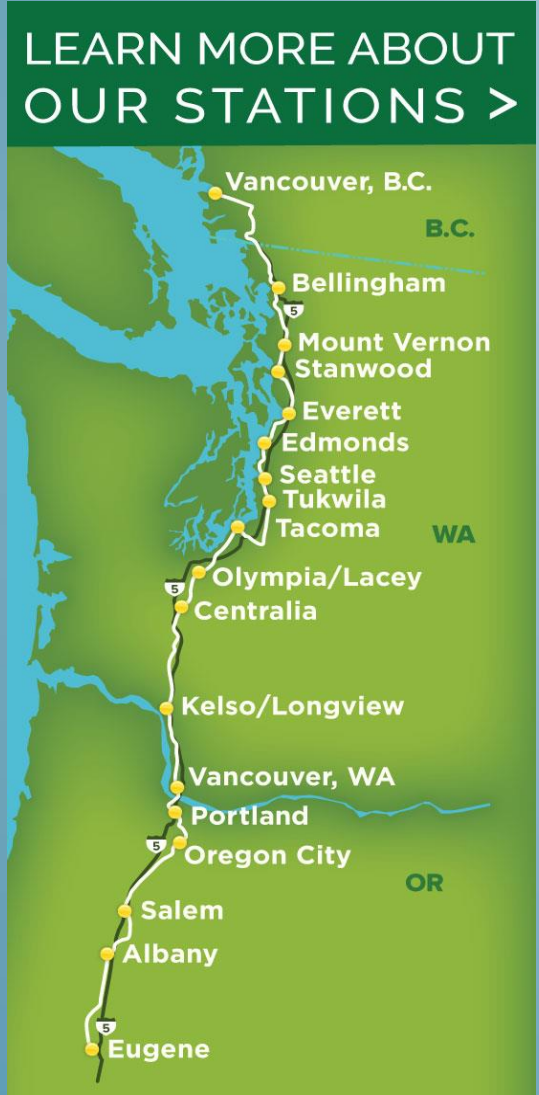 LEARN MORE ABOUT
OUR STATIONS >
Vancouver, B.C.
B.C.
Bellingham
5
Mount Vernon
Stanwood
Everett
Edmonds
Seattle
Tukwila
Tacoma
WA
Olympia/Lacey
5
Centralia
Kelso/Longview
Vancouver, WA
Portland
5
Oregon City
OR
Salem
Albany
5
Eugene